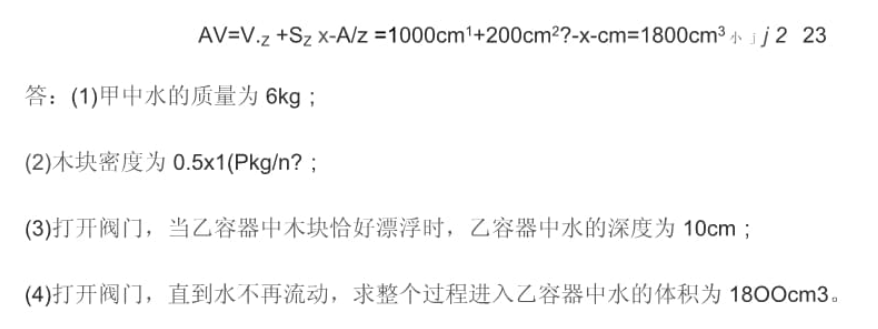 AV=V.z +Sz x-A/z =1000cm¹+200cm²?-x-cm=1800cm³ 小 j j 2 23
答：(1)甲中水的质量为 6kg；
(2)木块密度为 0.5x1(Pkg/n?；
(3)打开阀门，当乙容器中木块恰好漂浮时，乙容器中水的深度为 10cm；
(4)打开阀门，直到水不再流动，求整个过程进入乙容器中水的体积为 18OOcm3。